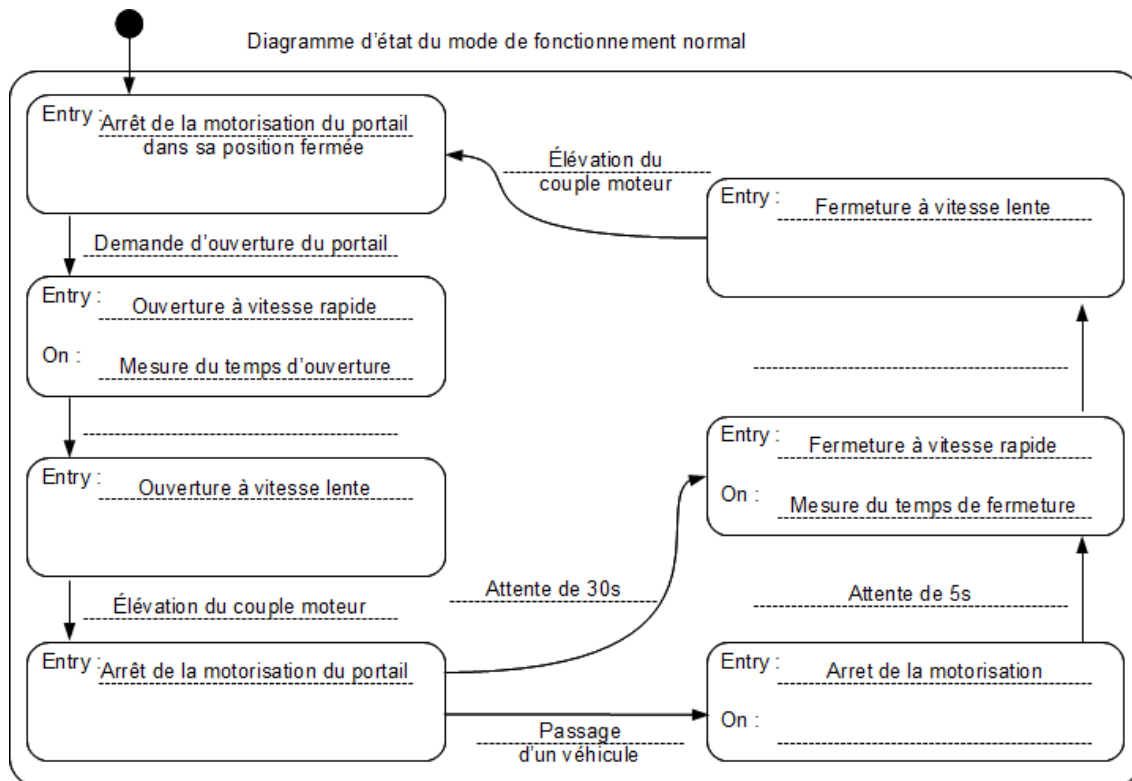 Diagramme d'état du mode de fonctionnement normal
Entry : Arrêt de la motorisation du portail
dans sa position fermée
Demande d'ouverture du portail
Entry : Ouverture à vitesse rapide
On : Mesure du temps d'ouverture
Entry : Ouverture à vitesse lente
Élévation du couple moteur
Entry : Arrêt de la motorisation du portail
Élévation du
couple moteur
Entry : Fermeture à vitesse lente
Entry : Fermeture à vitesse rapide
On : Mesure du temps de fermeture
Attente de 30s
Attente de 5s
Entry : Arret de la motorisation
On :
Passage
d'un véhicule